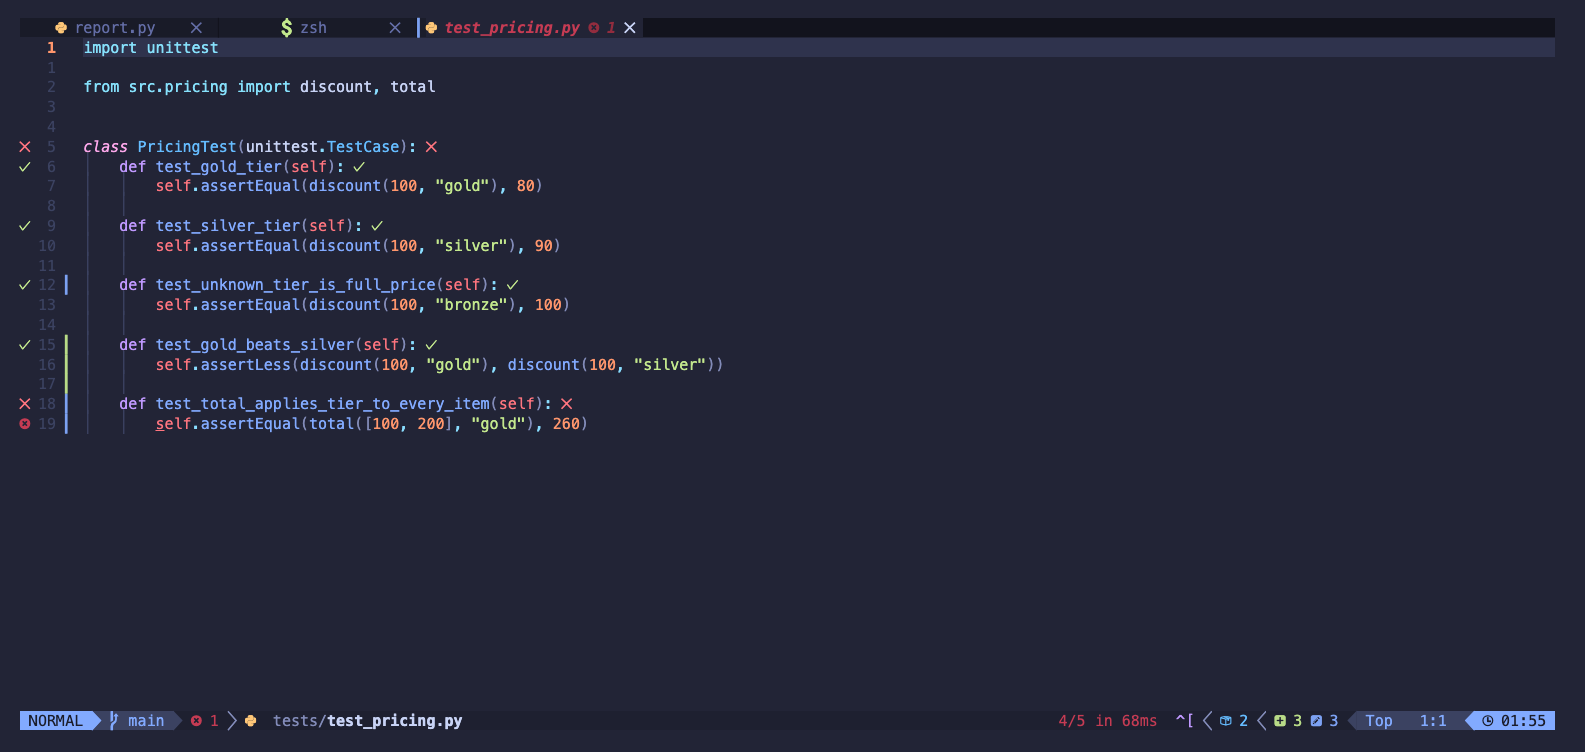 report.py $ zsh test_pricing.py 1
1 import unittest
1
2 from src.pricing import discount, total
3
4
5 class PricingTest(unittest.TestCase):
6 def test_gold_tier(self):
7 self.assertEqual(discount(100, "gold"), 80)
8
9 def test_silver_tier(self):
10 self.assertEqual(discount(100, "silver"), 90)
11
12 def test_unknown_tier_is_full_price(self):
13 self.assertEqual(discount(100, "bronze"), 100)
14
15 def test_gold_beats_silver(self):
16 self.assertLess(discount(100, "gold"), discount(100, "silver"))
17
18 def test_total_applies_tier_to_every_item(self):
19 self.assertEqual(total([100, 200], "gold"), 260)
NORMAL main 1 tests/test_pricing.py 4/5 in 68ms ^[ 2 3 3 Top 1:1 01:55